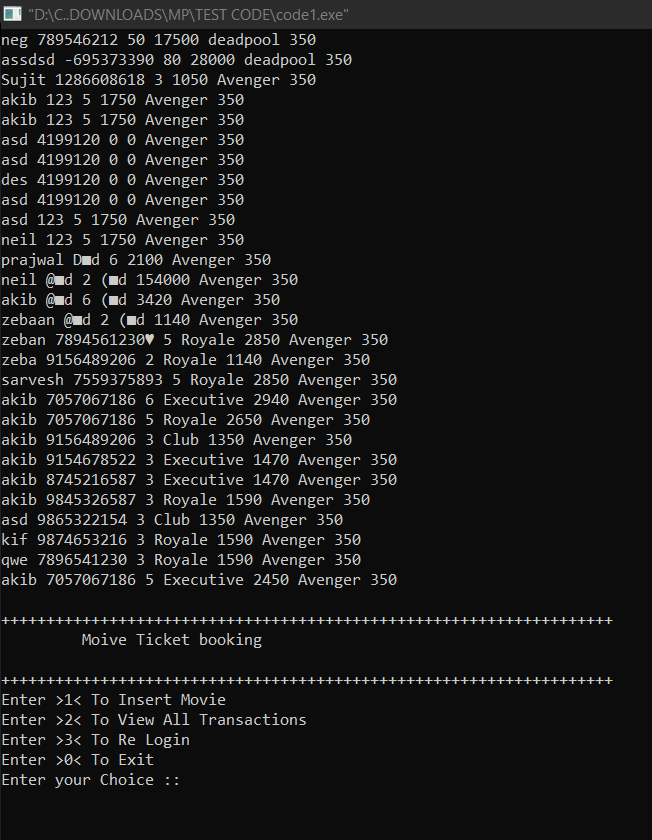 "D:\C..DOWNLOADS\MP\TEST CODE\code1.exe"
neg 789546212 50 17500 deadpool 350
assdsd -695373390 80 28000 deadpool 350
Sujit 1286608618 3 1050 Avenger 350
akib 123 5 1750 Avenger 350
akib 123 5 1750 Avenger 350
asd 4199120 0 0 Avenger 350
asd 4199120 0 0 Avenger 350
des 4199120 0 0 Avenger 350
asd 4199120 0 0 Avenger 350
asd 123 5 1750 Avenger 350
neil 123 5 1750 Avenger 350
prajwal D■d 6 2100 Avenger 350
neil @■d 2 (■d 154000 Avenger 350
akib @■d 6 (■d 3420 Avenger 350
zebaan @■d 2 (■d 1140 Avenger 350
zeban 7894561230♥ 5 Royale 2850 Avenger 350
zeba 9156489206 2 Royale 1140 Avenger 350
sarvesh 7559375893 5 Royale 2850 Avenger 350
akib 7057067186 6 Executive 2940 Avenger 350
akib 7057067186 5 Royale 2650 Avenger 350
akib 9156489206 3 Club 1350 Avenger 350
akib 9154678522 3 Executive 1470 Avenger 350
akib 8745216587 3 Executive 1470 Avenger 350
akib 9845326587 3 Royale 1590 Avenger 350
asd 9865322154 3 Club 1350 Avenger 350
kif 9874653216 3 Royale 1590 Avenger 350
qwe 7896541230 3 Royale 1590 Avenger 350
akib 7057067186 5 Executive 2450 Avenger 350
++++++++++++++++++++++++++++++++++++++++++++++++++++++++++++++++++++
Moive Ticket booking
++++++++++++++++++++++++++++++++++++++++++++++++++++++++++++++++++++
Enter >1< To Insert Movie
Enter >2< To View All Transactions
Enter >3< To Re Login
Enter >0< To Exit
Enter your Choice ::